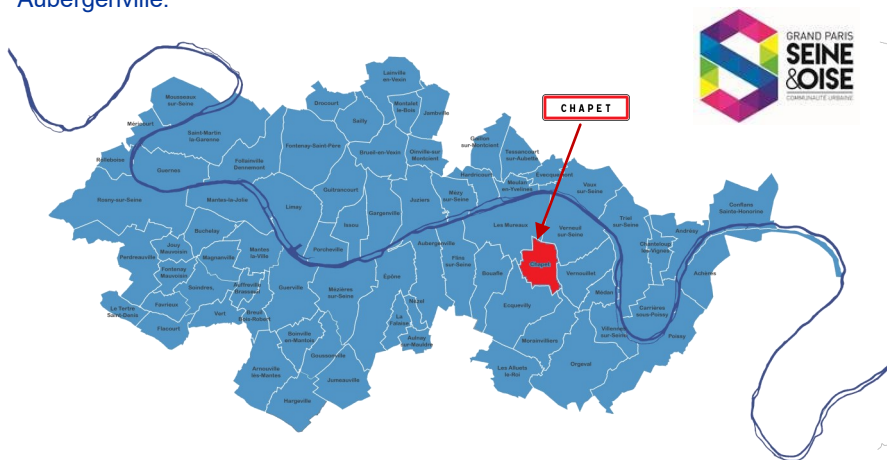 Aubergenville.
GRAND PARIS
SEINE
&OISE
COMMUNAUTÉ URBAINE
CHAPET
Lainville
en-Vexin
Mousseaux
sur-Seine
Drocourt
Montalet
le-Bois
Jambville
Sailly
Méricourt
Saint-Martin
la-Garenne
Fontenay-Saint-Père
Brueil-en-Vexin
Oinville-sur
Montcient
Gaillon
sur-Montcient
Tessancourt
sur-Aubette
Rolleboise
Guernes
Follainville
Dennemont
Hardricourt
Meulan
en-Yvelines
Evecquemont
Vaux
sur-Seine
Rosny-sur-Seine
Mantes-la-Jolie
Limay
Guitrancourt
Issou
Gargenville
Juziers
Mézy
sur-Seine
Les Mureaux
Verneuil
sur-Seine
Triel
sur-Seine
Conflans
Sainte-Honorine
Chanteloup
les-Vignes
Andrésy
Achères
Buchelay
Perdreauville
Jouy
Mauvoisin
Fontenay
Mauvoisin
Magnanville
Mantes
la-Ville
Porcheville
Aubergenville
Flins
sur-Seine
Bouafle
Chapet
Vernouillet
Médan
Soindres
Auffreville
Brasseuil
Guerville
Mézières
sur-Seine
Épône
Nézel
La
Falaise
Aulnay
sur-Mauldre
Ecquevilly
Morainvilliers
Villennes
sur-Seine
Carrières
sous-Poissy
Poissy
Le Tertre
Saint-Denis
Favrieux
Flacourt
Vert
Breuil
Bois-Robert
Boinville
en-Mantois
Goussonville
Arnouville
lès-Mantes
Jumeauville
Hargeville
Les Alluets
le-Roi
Orgeval